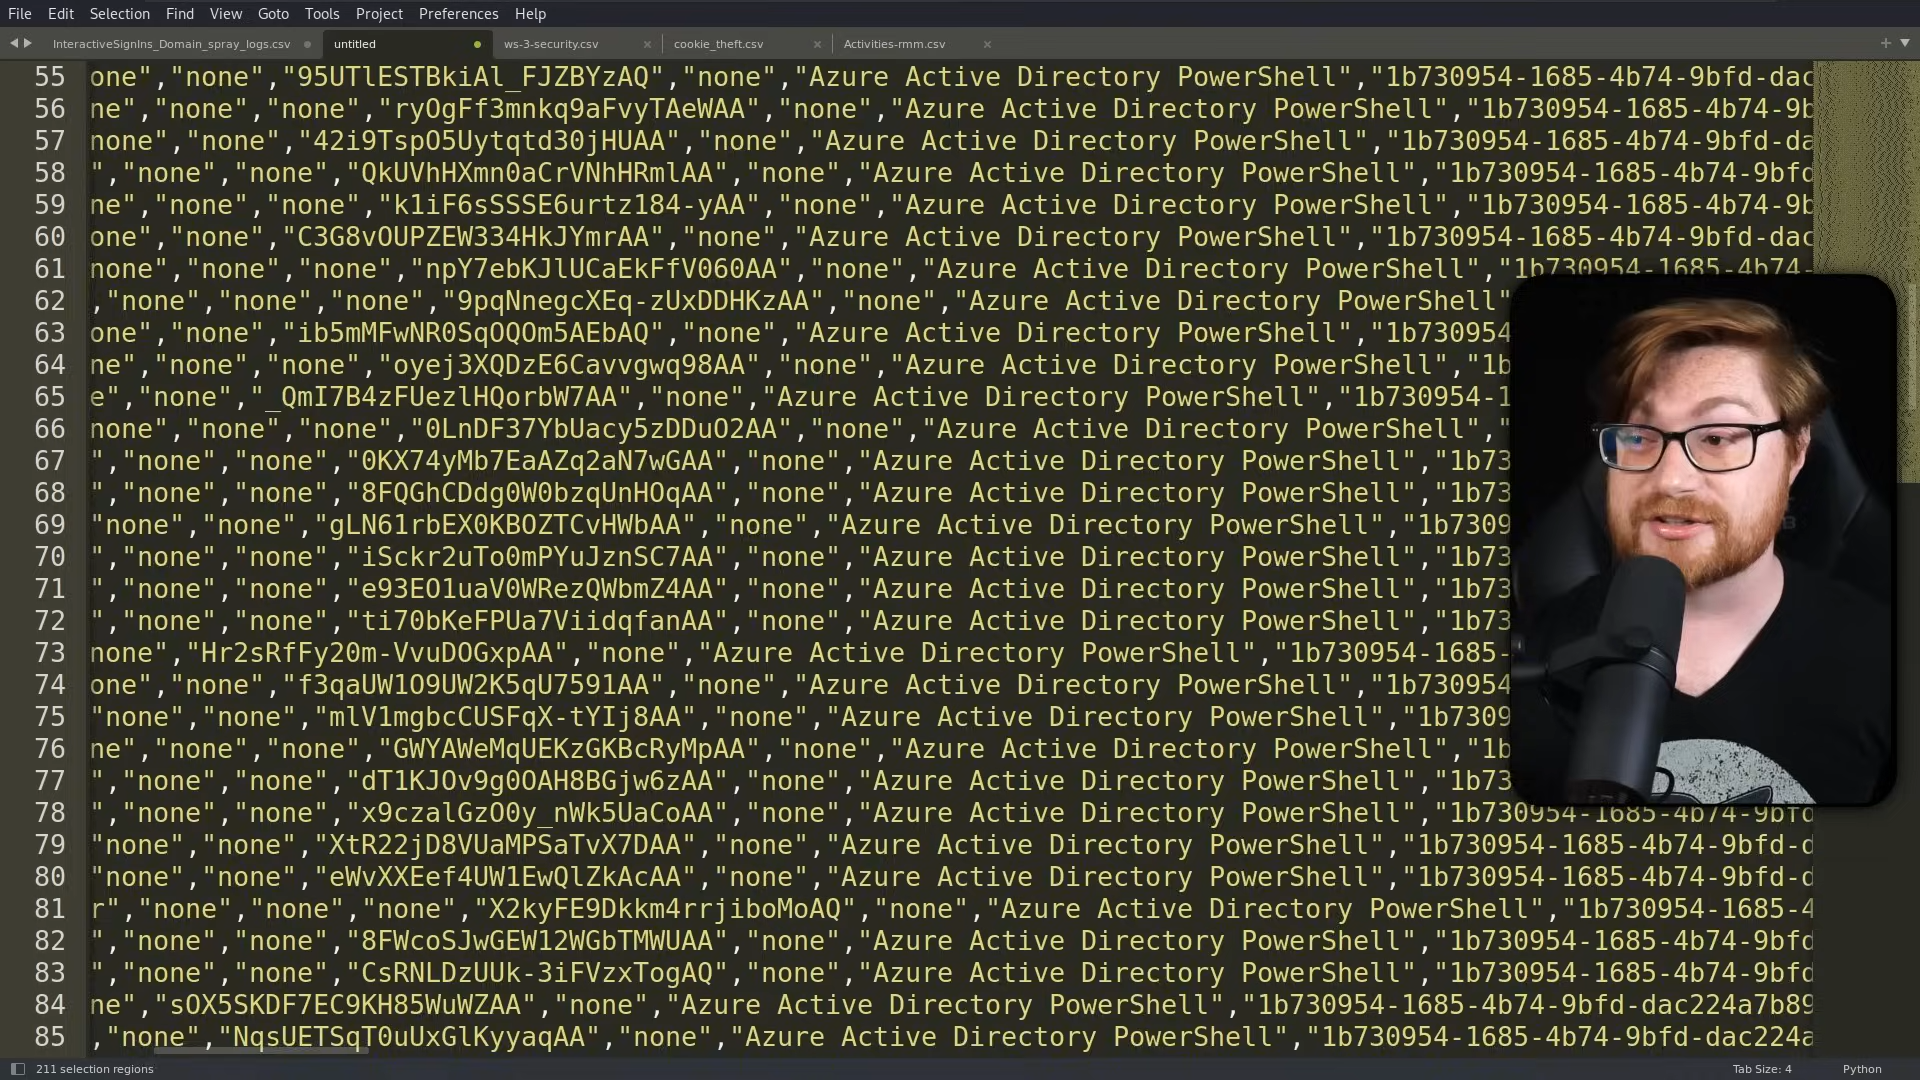 File Edit Selection Find View Goto Tools Project Preferences Help
InteractiveSignIns_Domain_spray_logs.csv untitled ws-3-security.csv cookie_theft.csv Activities-rmm.csv
55 one","none","95UTlESTBkiAl_FJZBYzAQ","none","Azure Active Directory PowerShell","1b730954-1685-4b74-9bfd-dac
56 ne","none","none","ryOgFf3mnkq9aFvyTAeWAA","none","Azure Active Directory PowerShell","1b730954-1685-4b74-9b
57 none","none","42i9TspO5Uytqtd30jHUAA","none","Azure Active Directory PowerShell","1b730954-1685-4b74-9bfd-da
58 ","none","none","QkUVhHXmn0aCrVNhHRmlAA","none","Azure Active Directory PowerShell","1b730954-1685-4b74-9bfd
59 ne","none","none","k1iF6sSSSE6urtz184-yAA","none","Azure Active Directory PowerShell","1b730954-1685-4b74-9b
60 one","none","C3G8vOUPZEW334HkJYmrAA","none","Azure Active Directory PowerShell","1b730954-1685-4b74-9bfd-dac
61 none","none","none","npY7ebKJlUCaEkFfV060AA","none","Azure Active Directory PowerShell","1b730954-1685-4b74-
62 ,"none","none","none","9pqNnegcXEq-zUxDDHKzAA","none","Azure Active Directory PowerShell"
63 one","none","ib5mMFwNR0SqOQOm5AEbAQ","none","Azure Active Directory PowerShell","1b730954
64 ne","none","none","oyej3XQDzE6Cavvgwq98AA","none","Azure Active Directory PowerShell","1b
65 e","none","_QmI7B4zFUezlHQorbW7AA","none","Azure Active Directory PowerShell","1b730954-1
66 none","none","none","0LnDF37YbUacy5zDDuO2AA","none","Azure Active Directory PowerShell","
67 ","none","none","0KX74yMb7EaAZq2aN7wGAA","none","Azure Active Directory PowerShell","1b73
68 ","none","none","8FQGhCDdg0W0bzqUnHOqAA","none","Azure Active Directory PowerShell","1b73
69 "none","none","gLN61rbEX0KBOZTCvHWbAA","none","Azure Active Directory PowerShell","1b7309
70 ","none","none","iSckr2uTo0mPYuJznSC7AA","none","Azure Active Directory PowerShell","1b73
71 ","none","none","e93EO1uaV0WRezQWbmZ4AA","none","Azure Active Directory PowerShell","1b73
72 ","none","none","ti70bKeFPUa7ViidqfanAA","none","Azure Active Directory PowerShell","1b73
73 none","Hr2sRfFy20m-VvuDOGxpAA","none","Azure Active Directory PowerShell","1b730954-1685-
74 one","none","f3qaUW1O9UW2K5qU7591AA","none","Azure Active Directory PowerShell","1b730954
75 "none","none","mlV1mgbcCUSFqX-tYIj8AA","none","Azure Active Directory PowerShell","1b7309
76 ne","none","none","GWYAWeMqUEKzGKBcRyMpAA","none","Azure Active Directory PowerShell","1b
77 ","none","none","dT1KJOv9g0OAH8BGjw6zAA","none","Azure Active Directory PowerShell","1b73
78 ","none","none","x9czalGzO0y_nWk5UaCoAA","none","Azure Active Directory PowerShell","1b730954-1685-4b74-9bfd
79 "none","none","XtR22jD8VUaMPSaTvX7DAA","none","Azure Active Directory PowerShell","1b730954-1685-4b74-9bfd-d
80 "none","none","eWvXXEef4UW1EwQlZkAcAA","none","Azure Active Directory PowerShell","1b730954-1685-4b74-9bfd-d
81 r","none","none","none","X2kyFE9Dkkm4rrjiboMoAQ","none","Azure Active Directory PowerShell","1b730954-1685-4
82 ","none","none","8FWcoSJwGEW12WGbTMWUAA","none","Azure Active Directory PowerShell","1b730954-1685-4b74-9bfd
83 ","none","none","CsRNLDzUUk-3iFVzxTogAQ","none","Azure Active Directory PowerShell","1b730954-1685-4b74-9bfd
84 ne","sOX5SKDF7EC9KH85WuWZAA","none","Azure Active Directory PowerShell","1b730954-1685-4b74-9bfd-dac224a7b89
85 ,"none","NqsUETSqT0uUxGlKyyaqAA","none","Azure Active Directory PowerShell","1b730954-1685-4b74-9bfd-dac224a
211 selection regions Tab Size: 4 Python